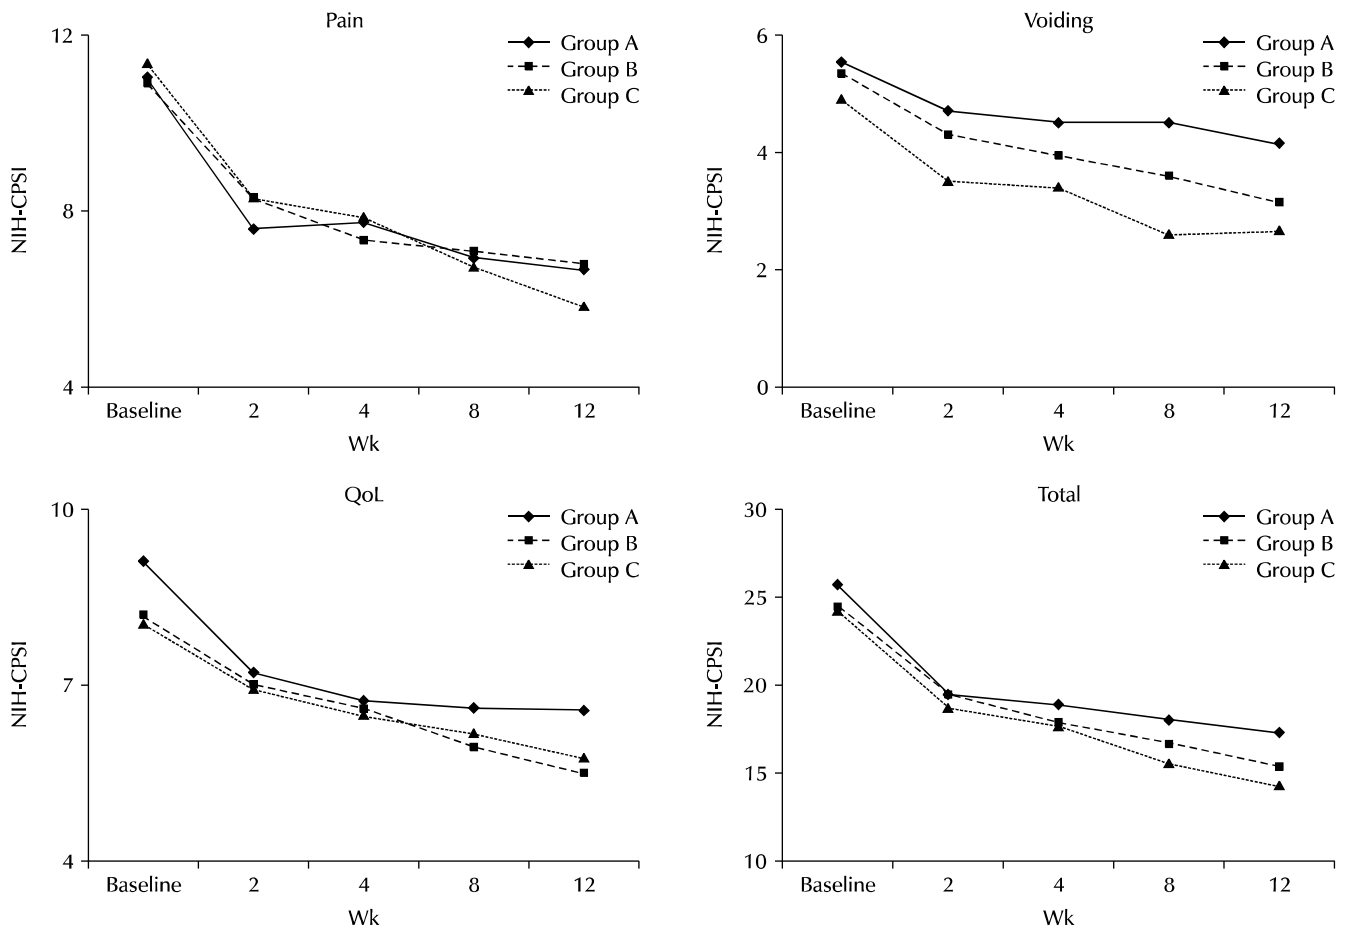 Pain
NIH-CPSI
12
8
4
Group A
Group B
Group C
Baseline 2 4 8 12
Wk
Voiding
NIH-CPSI
6
4
2
0
Group A
Group B
Group C
Baseline 2 4 8 12
Wk
QoL
NIH-CPSI
10
7
4
Group A
Group B
Group C
Baseline 2 4 8 12
Wk
Total
NIH-CPSI
30
25
20
15
10
Group A
Group B
Group C
Baseline 2 4 8 12
Wk